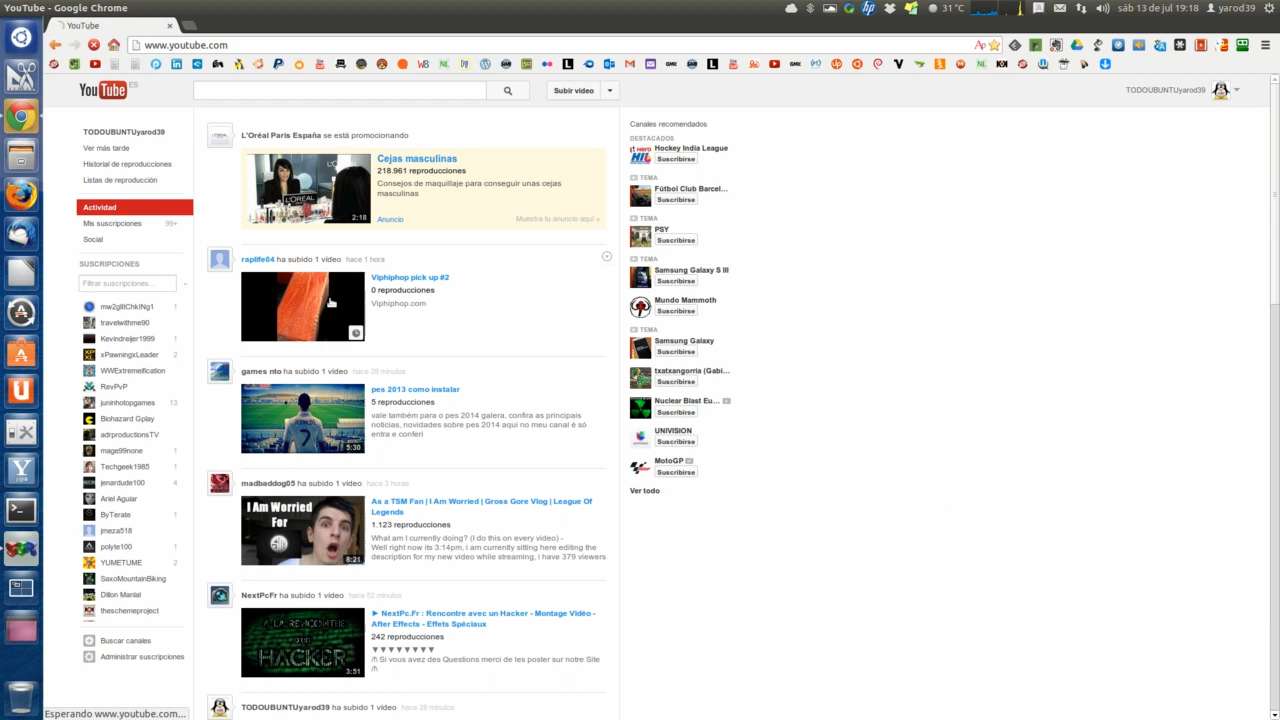 YouTube - Google Chrome
31°C
sáb 13 de jul 19:18
yarod39
YouTube
www.youtube.com
YouTube ES
Subir vídeo
TODOUBUNTUyarod39
TODOUBUNTUyarod39
Ver más tarde
Historial de reproducciones
Listas de reproducción
Actividad
Mis suscripciones 99+
Social
SUSCRIPCIONES
Filtrar suscripciones...
travelwithme90
Kevindreijer1999 1
xPawningxLeader 2
WWExtremeification
RevPvP
juninhotopgames 13
Biohazard Gplay
adrproductionsTV
mage99none 1
Techgeek1985 1
jenardude100 4
Ariel Aguiar
ByTerate 1
jmeza518
polyte100 1
YUMETUME 2
SaxoMountainBiking
Dillon Manlal
theschemeproject
Buscar canales
Administrar suscripciones
L'Oréal Paris España se está promocionando
L'ORÉAL
2:18
Cejas masculinas
218.961 reproducciones
Consejos de maquillaje para conseguir unas cejas
masculinas
Anuncio
Muestra tu anuncio aquí »
raplife04 ha subido 1 vídeo hace 1 hora
Viphiphop pick up #2
0 reproducciones
Viphiphop.com
games nto ha subido 1 vídeo hace 28 minutos
RONALDO
7
5:30
pes 2013 como instalar
5 reproducciones
vale também para o pes 2014 galera, confira as principais
noticias, novidades sobre pes 2014 aqui no meu canal é só
entra e conferi
madbaddog05 ha subido 1 vídeo hace 3 horas
I Am Worried
For
8:21
As a TSM Fan | I Am Worried | Gross Gore Vlog | League Of
Legends
1.123 reproducciones
What am I currently doing? (I do this on every video) -
Well right now its 3:14pm, i am currently sitting here editing the
description for my new video while streaming, i have 379 viewers
NextPcFr ha subido 1 vídeo hace 52 minutos
A LA RENCONTRE
D'UN
HACKER
3:51
► NextPc.Fr : Rencontre avec un Hacker - Montage Vidéo -
After Effects - Effets Spéciaux
242 reproducciones
▼▼▼▼▼▼▼▼
Si vous avez des Questions merci de les poster sur notre Site
TODOUBUNTUyarod39 ha subido 1 vídeo hace 25 minutos
Canales recomendados
DESTACADOS
Hockey India League
Suscribirse
TEMA
Fútbol Club Barcel...
Suscribirse
TEMA
PSY
Suscribirse
TEMA
Samsung Galaxy S III
Suscribirse
Mundo Mammoth
Suscribirse
TEMA
Samsung Galaxy
Suscribirse
txatxangorria (Gabi...
Suscribirse
Nuclear Blast Eu...
Suscribirse
UNIVISION
Suscribirse
MotoGP
Suscribirse
Ver todo
Esperando www.youtube.com...